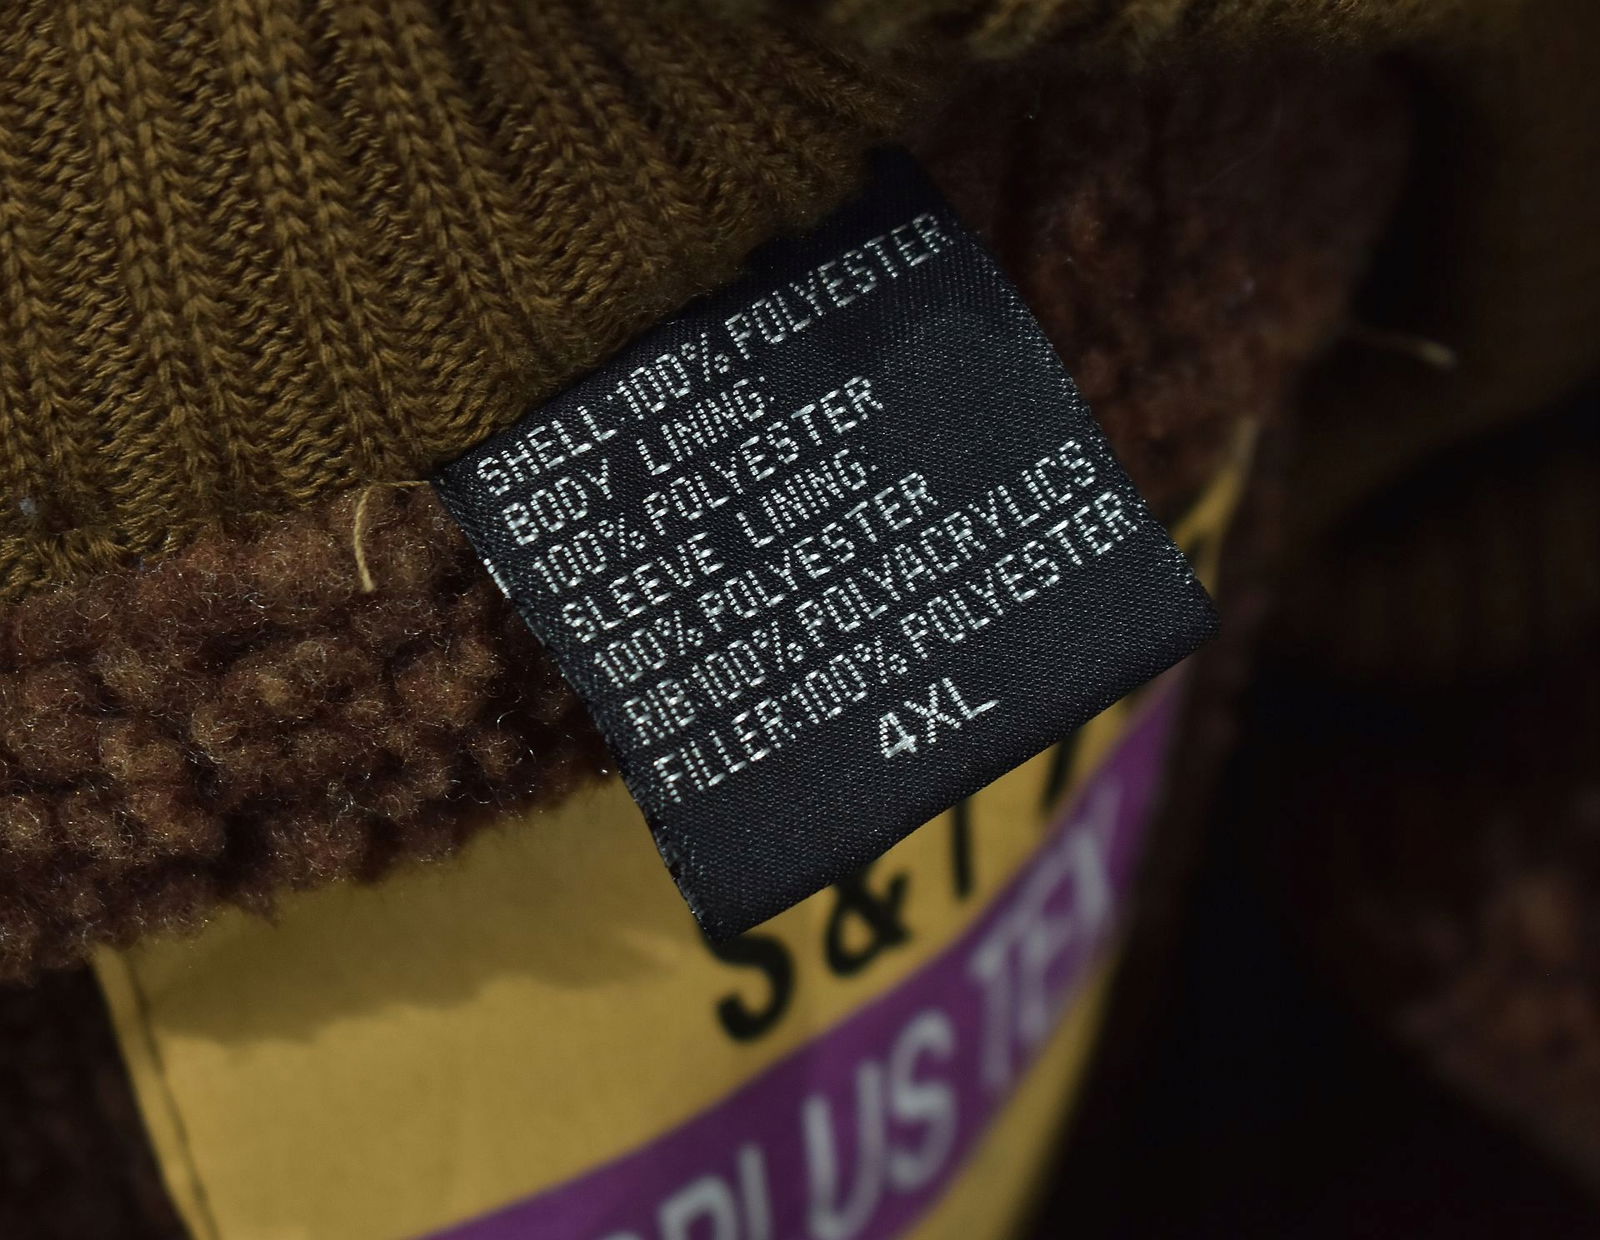 SHELL:100% POLYESTER
BODY LINING:
100% POLYESTER
SLEEVE LINING:
100% POLYESTER
RIB 100% POLYACRYLICS
FILLER:100% POLYESTER
4XL
S&
PLUS TEX